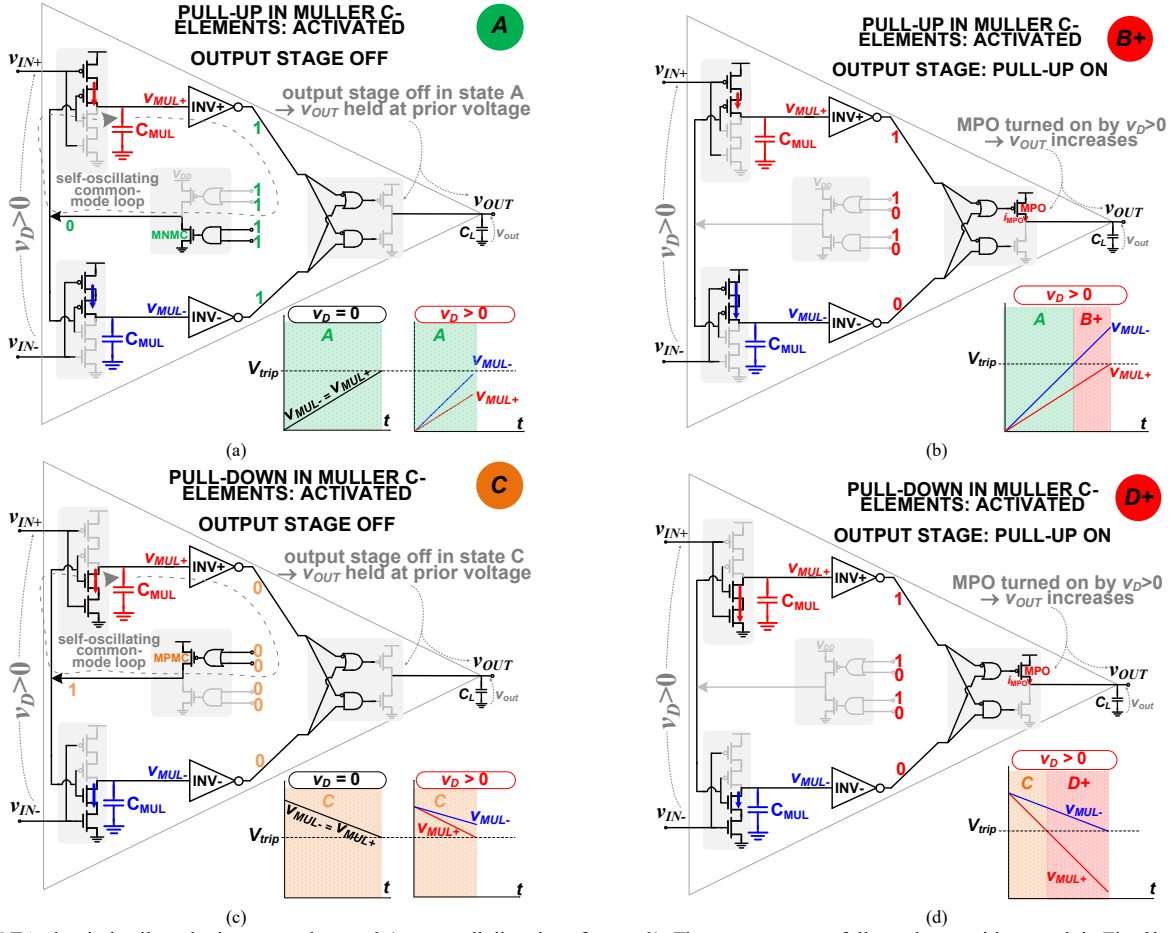 PULL-UP IN MULLER C-
ELEMENTS: ACTIVATED
OUTPUT STAGE OFF
A
vIN+
vMUL+
INV+
CMUL
1
output stage off in state A
→ vOUT held at prior voltage
self-oscillating
common-
mode loop
VDD
1
1
1
1
MNMC
0
vD>0
vOUT
CL
vout
vMUL-
INV-
CMUL
1
vIN-
vD = 0
A
Vtrip
vMUL- = vMUL+
t
vD > 0
A
vMUL-
vMUL+
t
(a)
PULL-UP IN MULLER C-
ELEMENTS: ACTIVATED
OUTPUT STAGE: PULL-UP ON
B+
vIN+
vMUL+
INV+
CMUL
1
MPO turned on by vD>0
→ vOUT increases
VDD
1
0
1
0
MPO
iMPO
vD>0
vOUT
CL
vout
vMUL-
INV-
CMUL
0
vIN-
vD > 0
A
B+
Vtrip
vMUL-
vMUL+
t
(b)
PULL-DOWN IN MULLER C-
ELEMENTS: ACTIVATED
OUTPUT STAGE OFF
C
vIN+
vMUL+
INV+
CMUL
0
output stage off in state C
→ vOUT held at prior voltage
self-oscillating
common-
mode loop
MPMC
0
0
0
0
1
vD>0
vOUT
CL
vout
vMUL-
INV-
CMUL
0
vIN-
vD = 0
C
Vtrip
vMUL- = vMUL+
t
vD > 0
C
vMUL-
vMUL+
t
(c)
PULL-DOWN IN MULLER C-
ELEMENTS: ACTIVATED
OUTPUT STAGE: PULL-UP ON
D+
vIN+
vMUL+
INV+
CMUL
1
MPO turned on by vD>0
→ vOUT increases
VDD
1
0
1
0
MPO
iMPO
vD>0
vOUT
CL
vout
vMUL-
INV-
CMUL
0
vIN-
vD > 0
C
D+
Vtrip
vMUL-
vMUL+
t
(d)